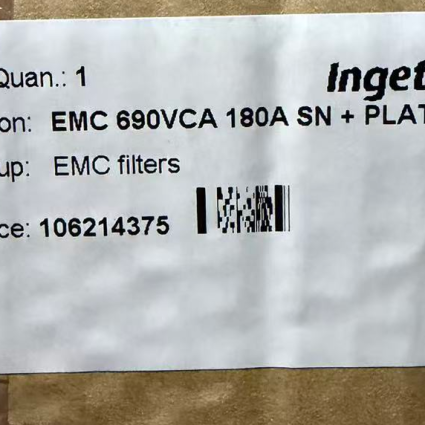 Quan.: 1
Inget
on: EMC 690VCA 180A SN + PLAT
up: EMC filters
ce: 106214375